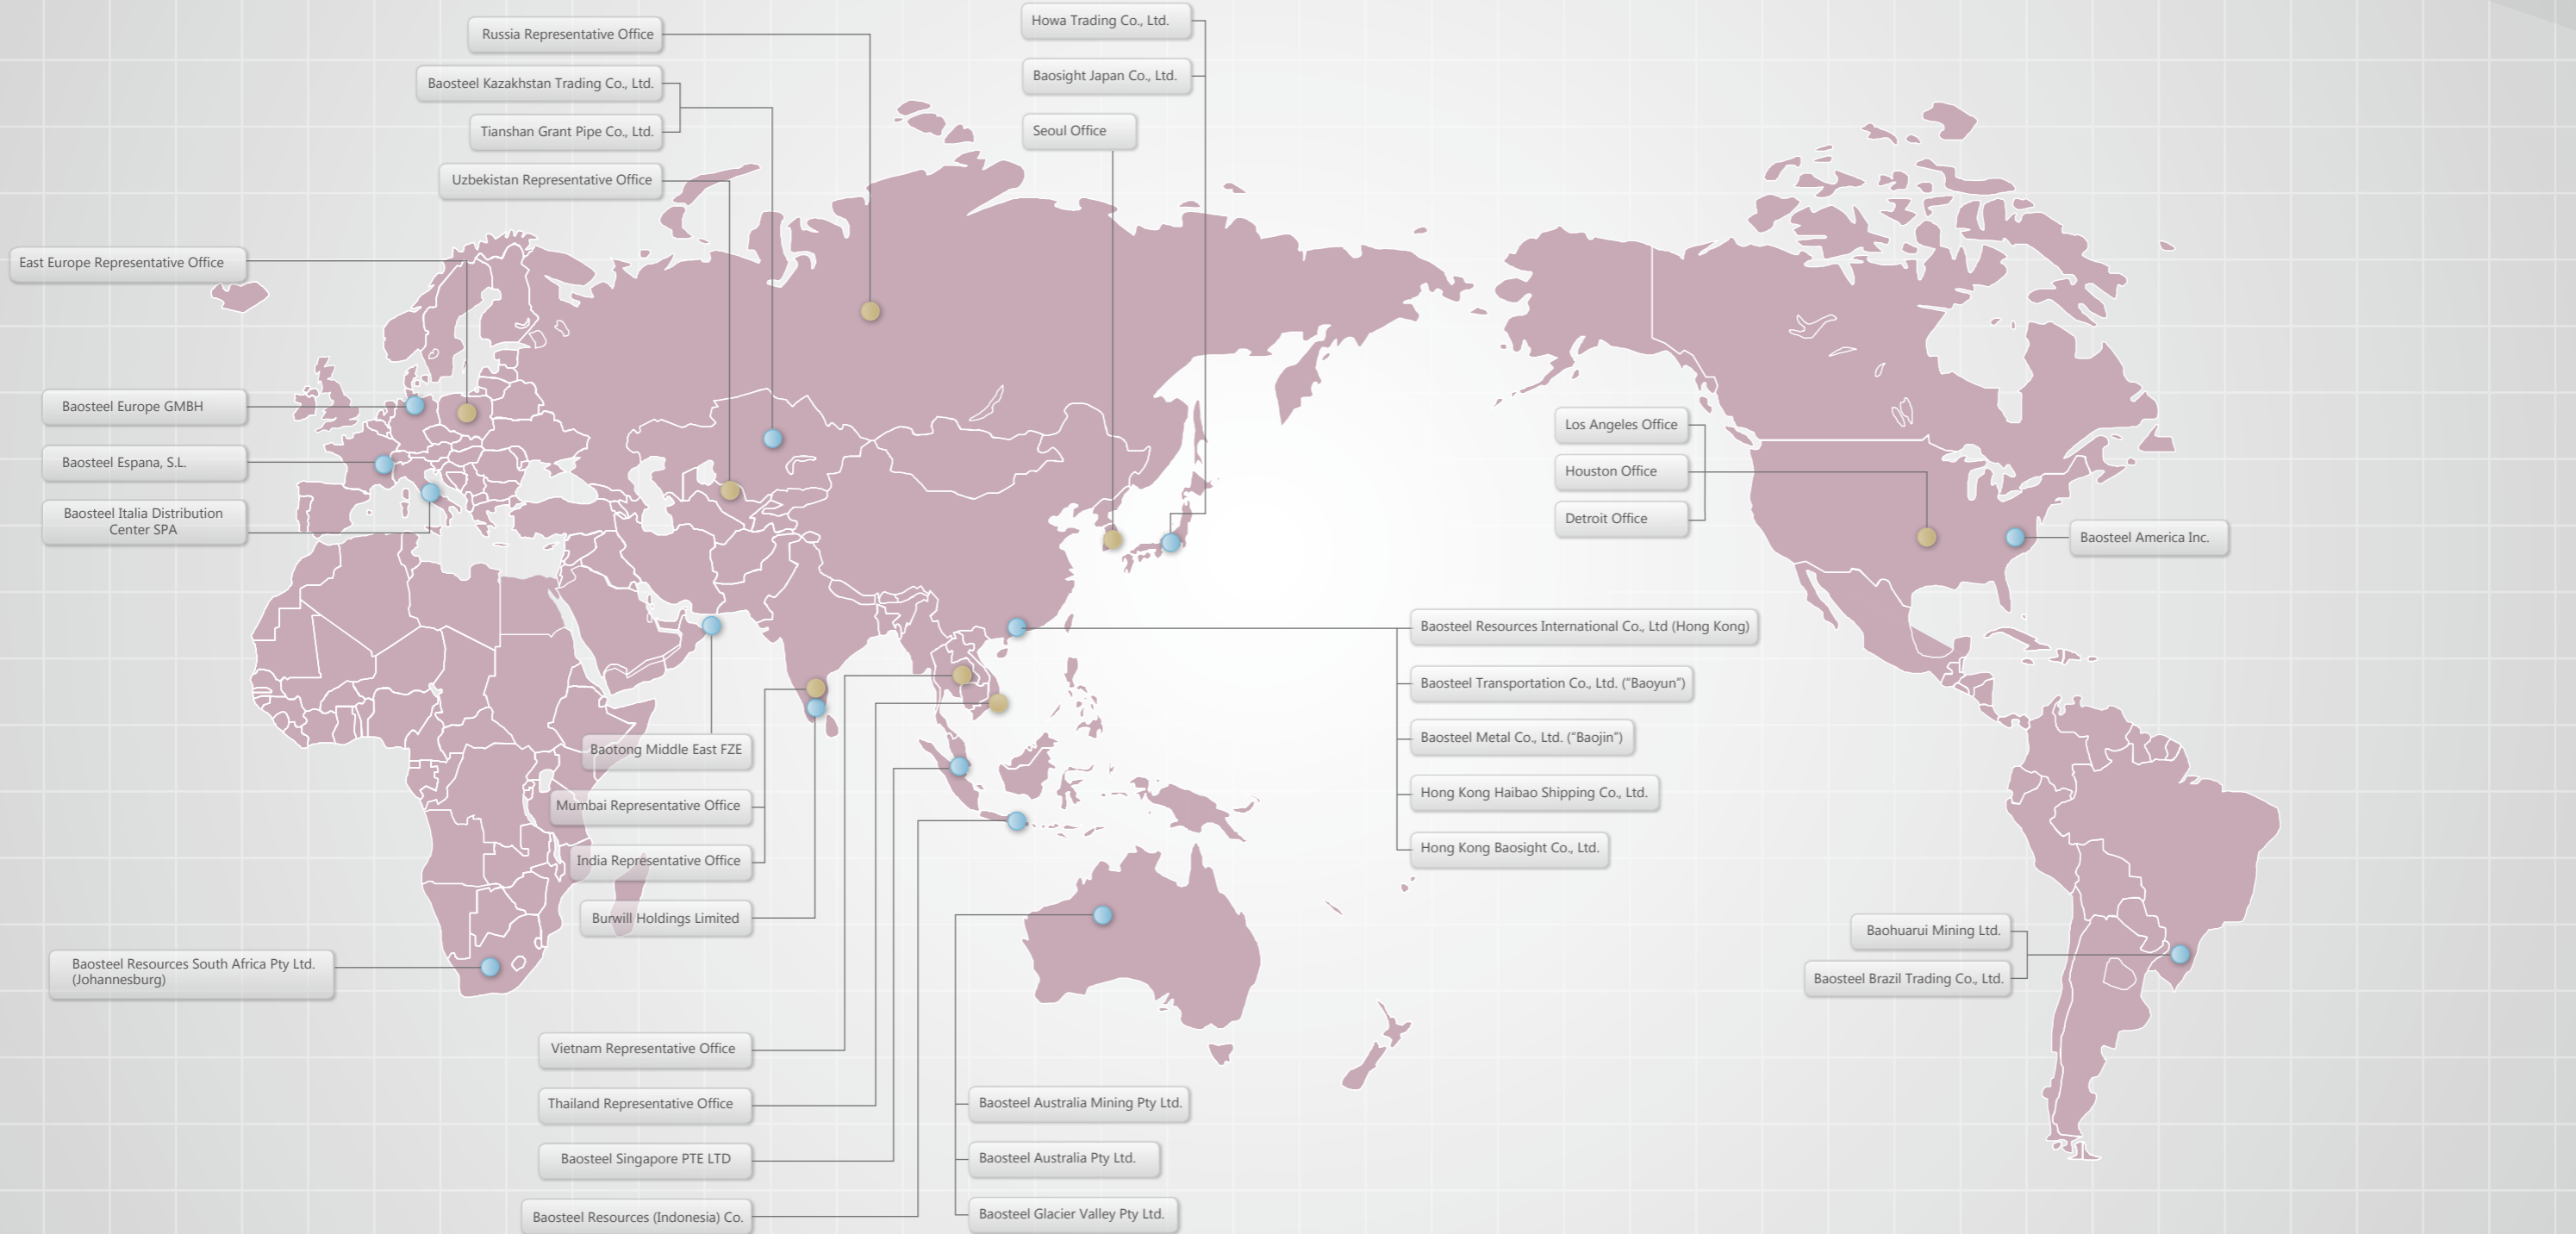 Howa Trading Co., Ltd.
Russia Representative Office
Baosight Japan Co., Ltd.
Baosteel Kazakhstan Trading Co., Ltd.
Tianshan Grant Pipe Co., Ltd.
Seoul Office
Uzbekistan Representative Office
East Europe Representative Office
Baosteel Europe GMBH
Baosteel Espana, S.L.
Baosteel Italia Distribution
Center SPA
Los Angeles Office
Houston Office
Detroit Office
Baosteel America Inc.
Baosteel Resources International Co., Ltd (Hong Kong)
Baosteel Transportation Co., Ltd. (“Baoyun”)
Baosteel Metal Co., Ltd. (“Baojin”)
Hong Kong Haibao Shipping Co., Ltd.
Hong Kong Baosight Co., Ltd.
Baotong Middle East FZE
Mumbai Representative Office
India Representative Office
Burwill Holdings Limited
Baosteel Resources South Africa Pty Ltd.
(Johannesburg)
Baohuarui Mining Ltd.
Baosteel Brazil Trading Co., Ltd.
Vietnam Representative Office
Thailand Representative Office
Baosteel Singapore PTE LTD
Baosteel Resources (Indonesia) Co.
Baosteel Australia Mining Pty Ltd.
Baosteel Australia Pty Ltd.
Baosteel Glacier Valley Pty Ltd.